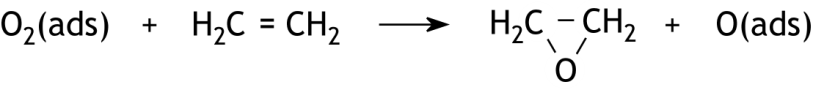 O₂(ads) + H₂C = CH₂ ⟶ H₂C – CH₂ + O(ads)
\ /
O